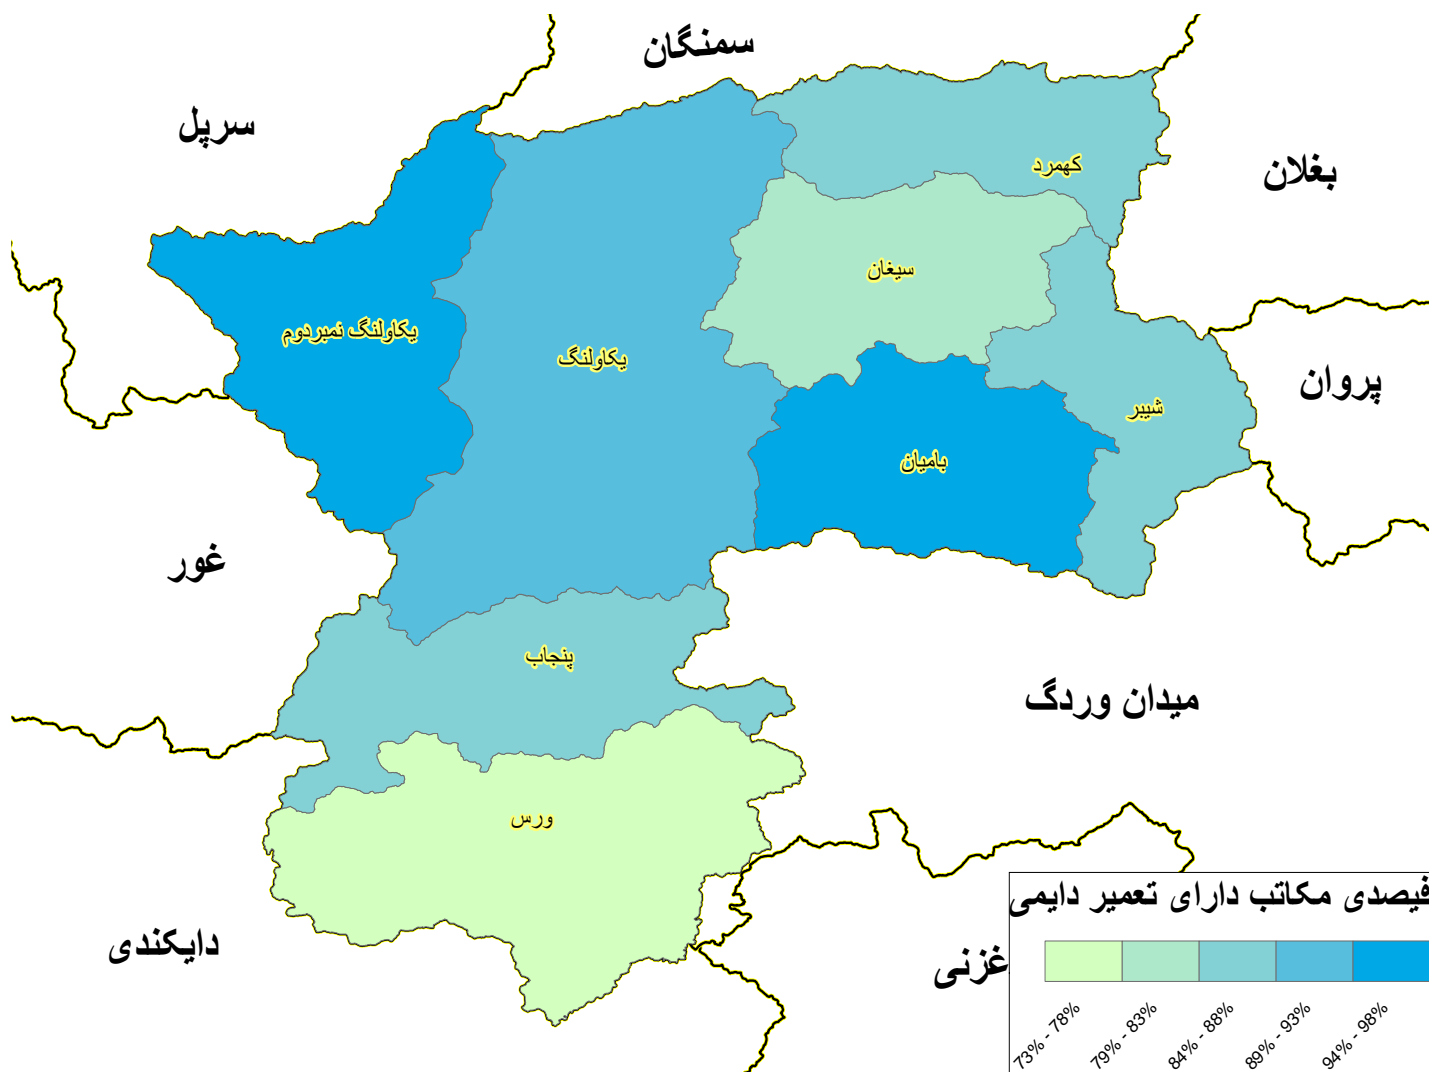 سمنگان
سرپل
کهمرد
بغلان
سیغان
یکاولنگ نمبردوم
یکاولنگ
پروان
شیبر
بامیان
غور
پنجاب
میدان وردگ
ورس
دایکندی
غزنی
فیصدی مکاتب دارای تعمیر دایمی
73% - 78%
79% - 83%
84% - 88%
89% - 93%
94% - 98%